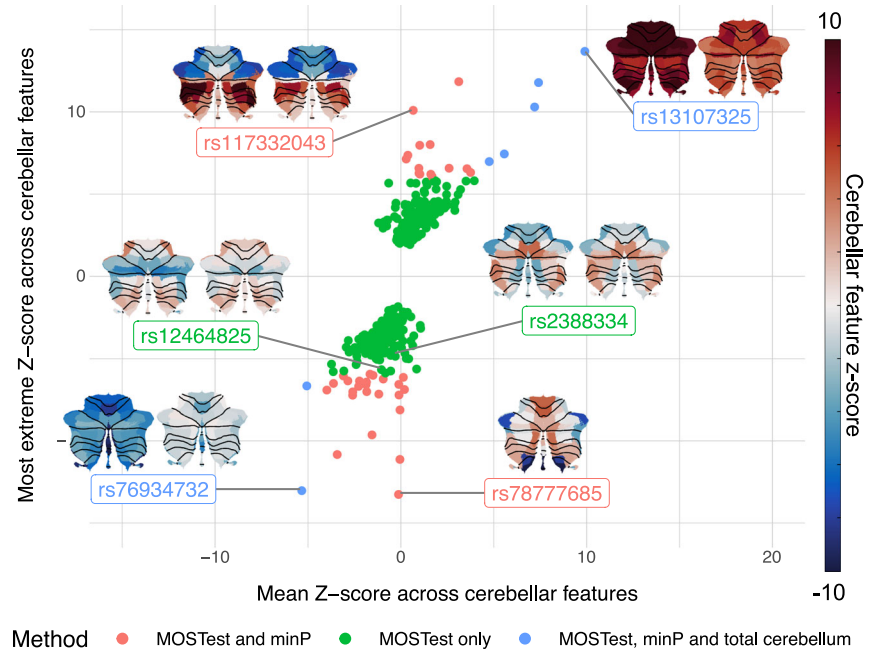 10
rs117332043
rs13107325
10
0
rs12464825
rs2388334
–
rs76934732
rs78777685
-10
−10
0
10
20
Most extreme Z−score across cerebellar features
Mean Z−score across cerebellar features
Cerebellar feature z-score
Method MOSTest and minP MOSTest only MOSTest, minP and total cerebellum